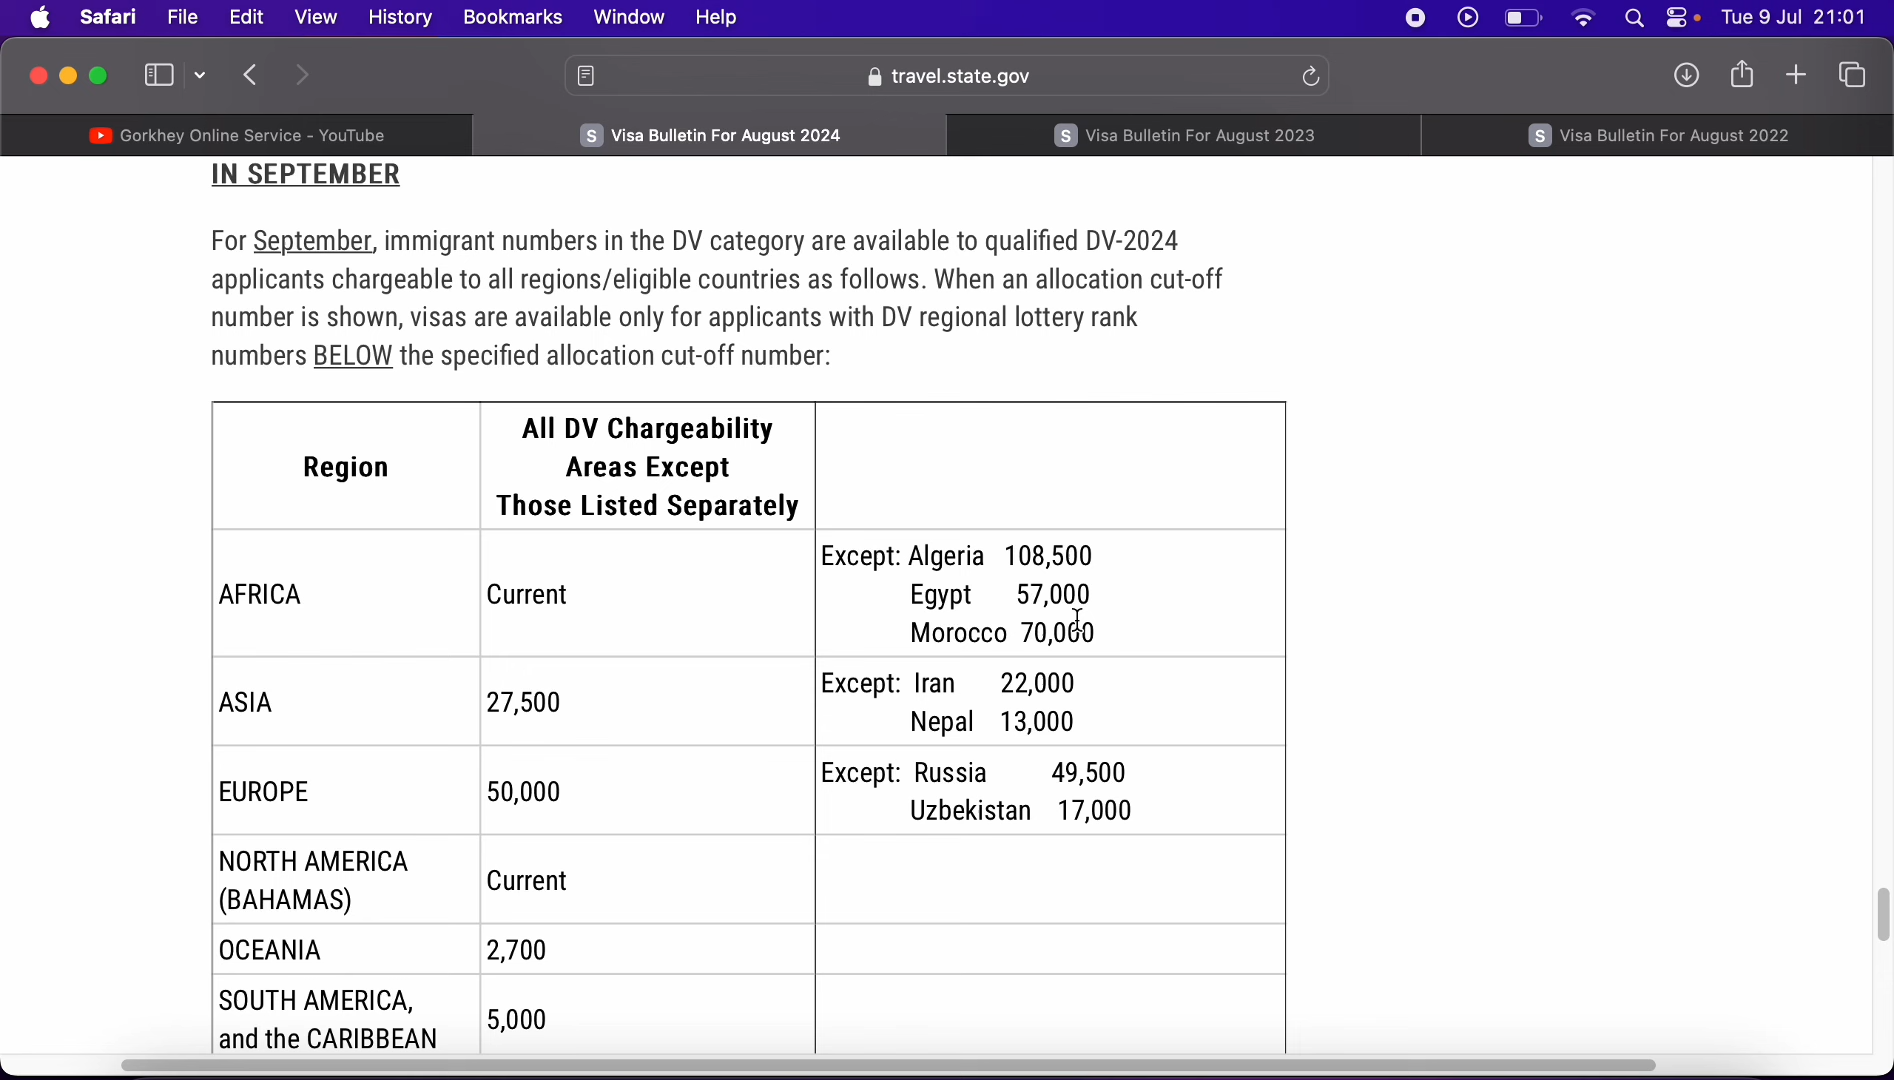 Safari File Edit View History Bookmarks Window Help Tue 9 Jul 21:01
travel.state.gov
Gorkhey Online Service - YouTube S Visa Bulletin For August 2024 S Visa Bulletin For August 2023 S Visa Bulletin For August 2022
IN SEPTEMBER
For September, immigrant numbers in the DV category are available to qualified DV-2024
applicants chargeable to all regions/eligible countries as follows. When an allocation cut-off
number is shown, visas are available only for applicants with DV regional lottery rank
numbers BELOW the specified allocation cut-off number:
Region
All DV Chargeability
Areas Except
Those Listed Separately
AFRICA
Current
Except: Algeria 108,500
Egypt 57,000
Morocco 70,000
ASIA
27,500
Except: Iran 22,000
Nepal 13,000
EUROPE
50,000
Except: Russia 49,500
Uzbekistan 17,000
NORTH AMERICA
(BAHAMAS)
Current
OCEANIA
2,700
SOUTH AMERICA,
and the CARIBBEAN
5,000